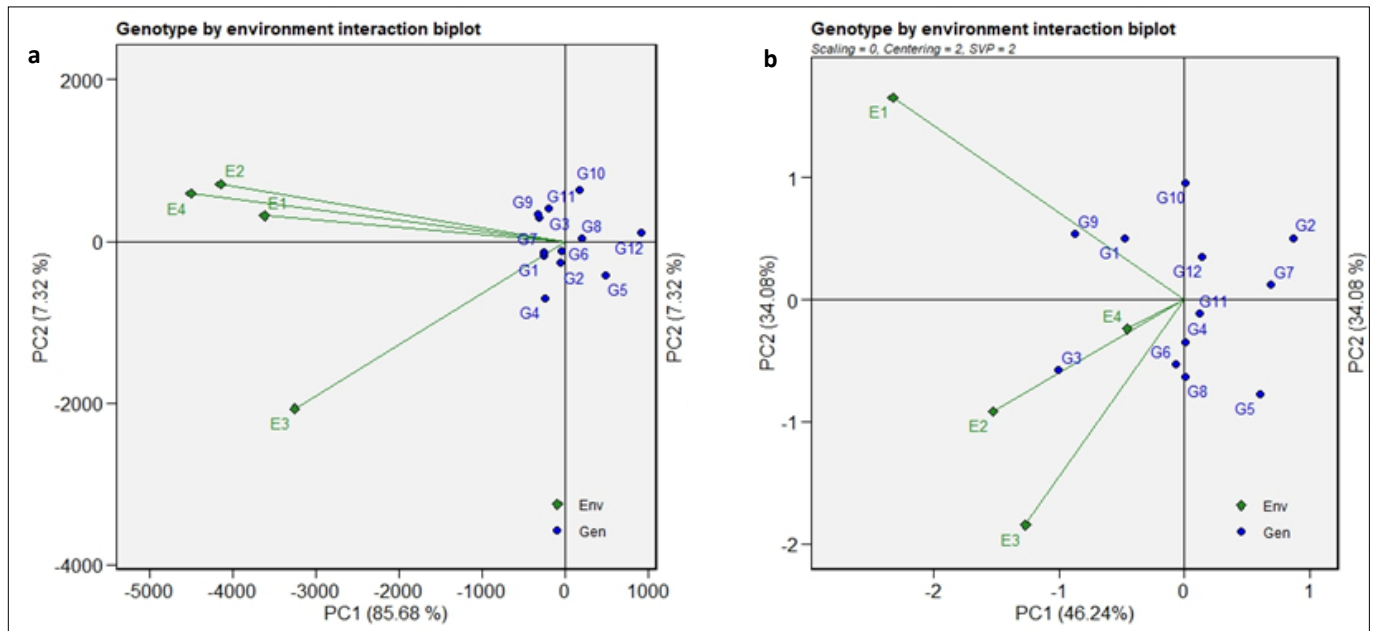 a
Genotype by environment interaction biplot
2000
0
-2000
-4000
PC2 (7.32 %)
PC2 (7.32 %)
E2
E4
E1
E3
G10
G11
G9
G3
G8
G12
G7
G6
G1
G2
G5
G4
Env
Gen
-5000 -4000 -3000 -2000 -1000 0 1000
PC1 (85.68 %)
b
Genotype by environment interaction biplot
Scaling = 0, Centering = 2, SVP = 2
1
0
-1
-2
PC2 (34.08%)
PC2 (34.08 %)
E1
G10
G9
G1
G2
G12
G7
G11
E4
G4
G6
G3
G8
G5
E2
E3
Env
Gen
-2 -1 0 1
PC1 (46.24%)